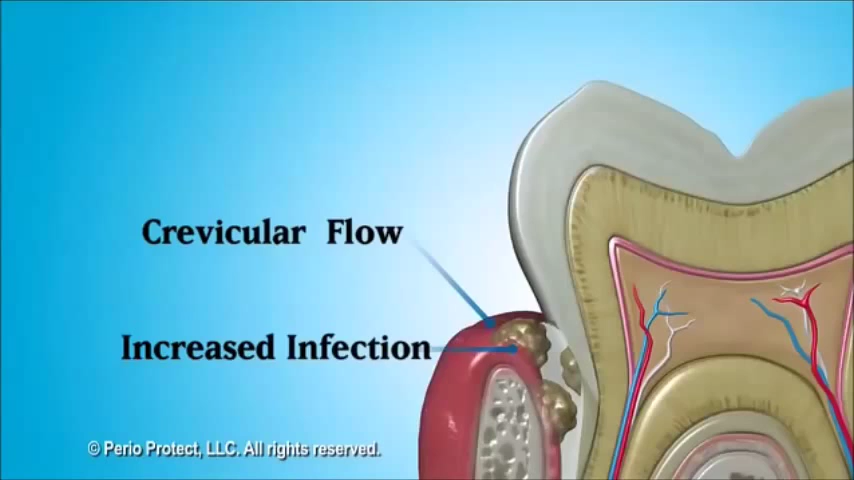 Crevicular Flow
Increased Infection
© Perio Protect, LLC. All rights reserved.